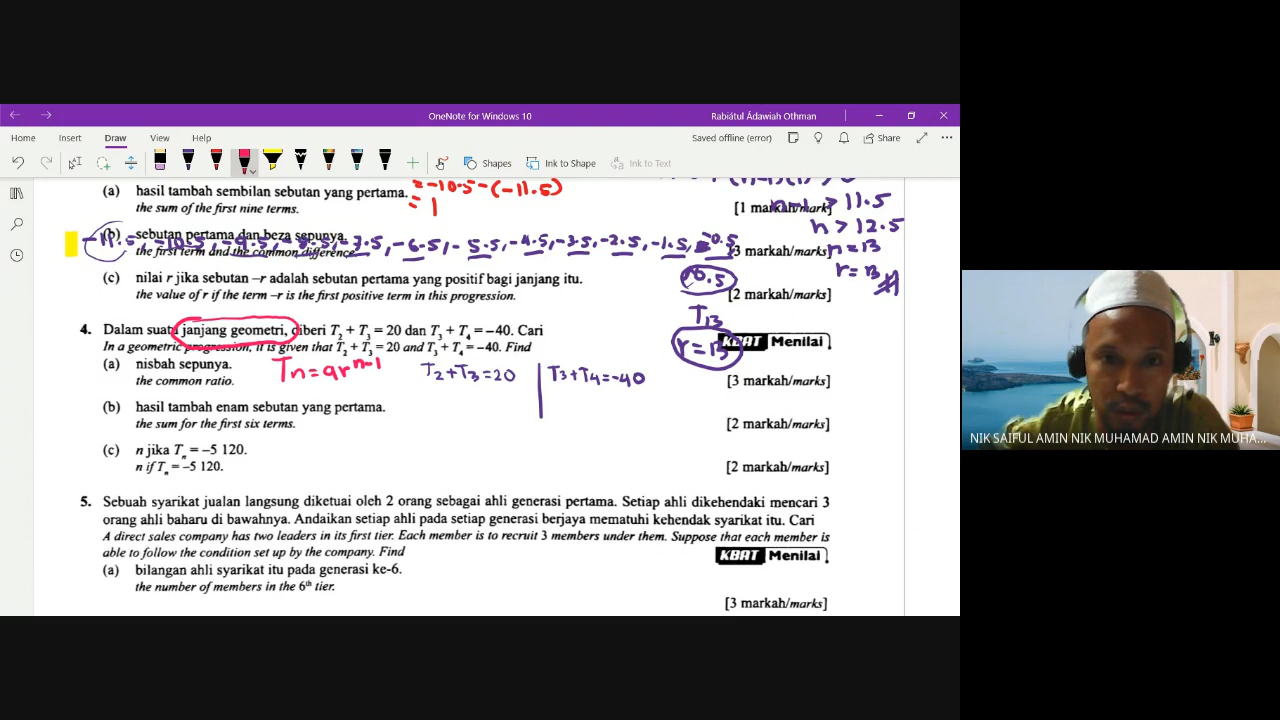 OneNote for Windows 10
Rabiátul Ádawiah Othman
Home Insert Draw View Help
Saved offline (error)
Share
Shapes
Ink to Shape
Ink to Text
(a) hasil tambah sembilan sebutan yang pertama.
the sum of the first nine terms.
[1 markah/mark]
= -10.5 - (-11.5)
= 1
n-1 > 11.5
n > 12.5
n = 13
r = 13 //
(b) sebutan pertama dan beza sepunya.
the first term and the common difference.
[3 markah/marks]
-11.5, -10.5, -9.5, -8.5, -7.5, -6.5, -5.5, -4.5, -3.5, -2.5, -1.5, -0.5
0.5
T13
r = 13
(c) nilai r jika sebutan –r adalah sebutan pertama yang positif bagi janjang itu.
the value of r if the term –r is the first positive term in this progression.
[2 markah/marks]
4. Dalam suatu janjang geometri, diberi T2 + T3 = 20 dan T3 + T4 = –40. Cari
In a geometric progression, it is given that T2 + T3 = 20 and T3 + T4 = –40. Find
KBAT Menilai
(a) nisbah sepunya.
the common ratio.
[3 markah/marks]
Tn = ar^n-1
T2+T3=20
T3+T4=-40
(b) hasil tambah enam sebutan yang pertama.
the sum for the first six terms.
[2 markah/marks]
(c) n jika Tn = –5 120.
n if Tn = –5 120.
[2 markah/marks]
5. Sebuah syarikat jualan langsung diketuai oleh 2 orang sebagai ahli generasi pertama. Setiap ahli dikehendaki mencari 3
orang ahli baharu di bawahnya. Andaikan setiap ahli pada setiap generasi berjaya mematuhi kehendak syarikat itu. Cari
A direct sales company has two leaders in its first tier. Each member is to recruit 3 members under them. Suppose that each member is
able to follow the condition set up by the company. Find
KBAT Menilai
(a) bilangan ahli syarikat itu pada generasi ke-6.
the number of members in the 6th tier.
[3 markah/marks]
NIK SAIFUL AMIN NIK MUHAMAD AMIN NIK MUHA...